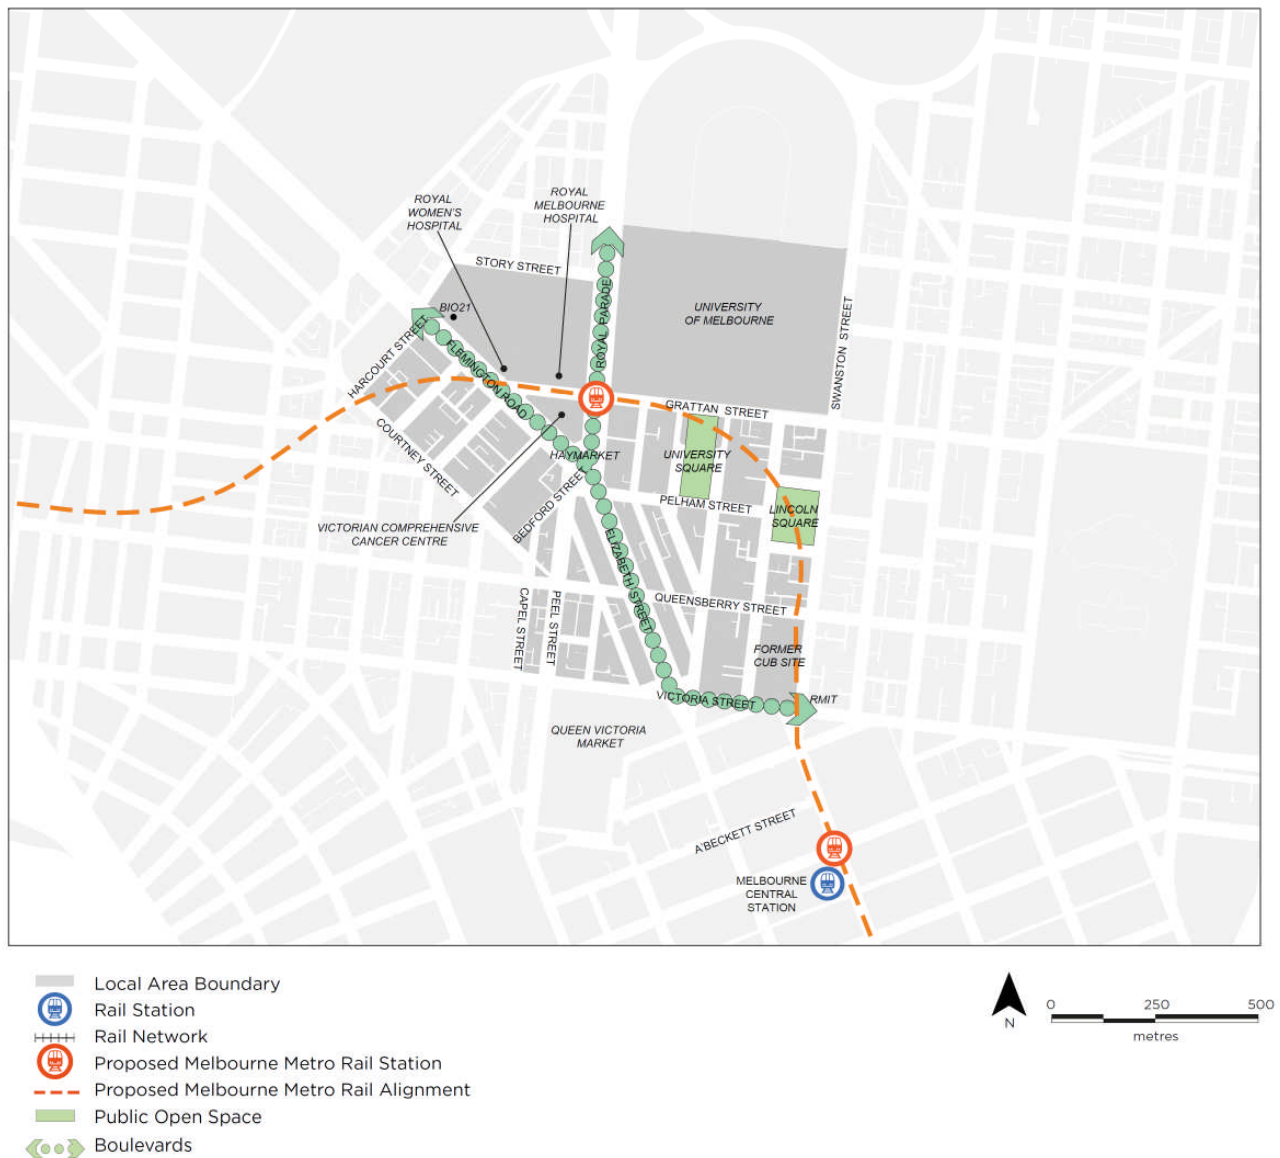 ROYAL
WOMEN'S
HOSPITAL
ROYAL
MELBOURNE
HOSPITAL
STORY STREET
BIO21
UNIVERSITY
OF MELBOURNE
ROYAL PARADE
SWANSTON STREET
HARCOURT STREET
FLEMINGTON ROAD
GRATTAN STREET
COURTNEY STREET
HAYMARKET
UNIVERSITY
SQUARE
BEDFORD STREET
PELHAM STREET
LINCOLN
SQUARE
VICTORIAN COMPREHENSIVE
CANCER CENTRE
ELIZABETH STREET
CAPEL STREET
PEEL STREET
QUEENSBERRY STREET
FORMER
CUB SITE
VICTORIA STREET
RMIT
QUEEN VICTORIA
MARKET
A'BECKETT STREET
MELBOURNE
CENTRAL
STATION
Local Area Boundary
Rail Station
Rail Network
Proposed Melbourne Metro Rail Station
Proposed Melbourne Metro Rail Alignment
Public Open Space
Boulevards
N
0 250 500
metres